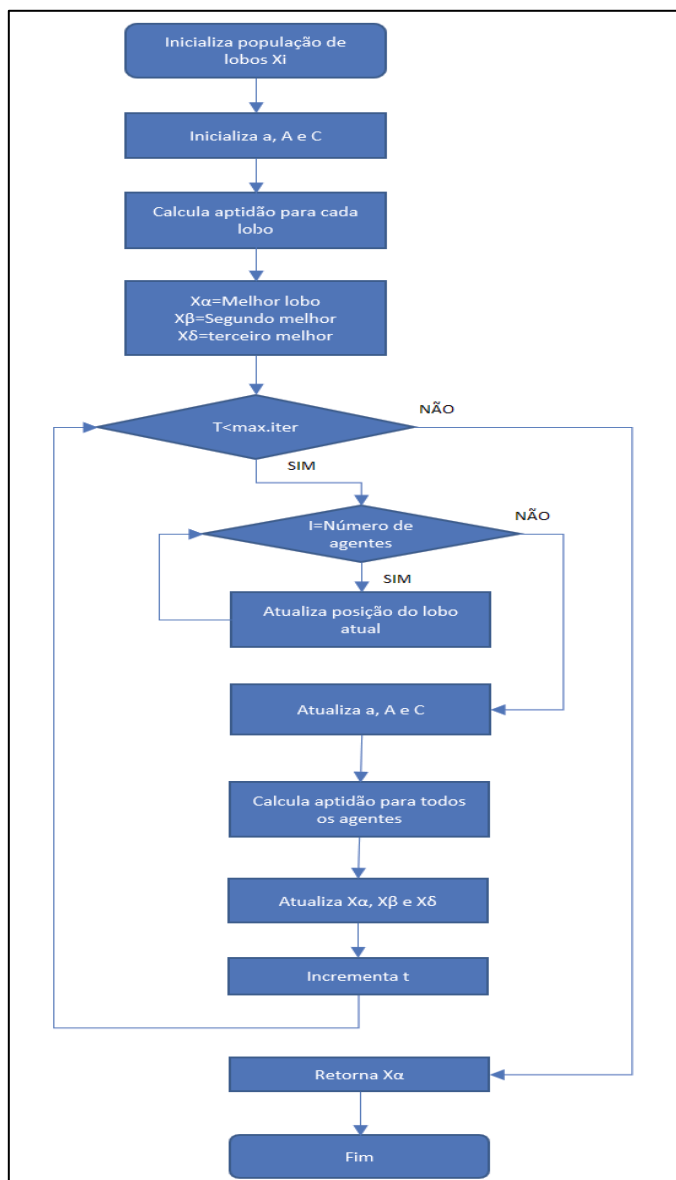 Inicializa população de
lobos Xi
Inicializa a, A e C
Calcula aptidão para cada
lobo
Xα=Melhor lobo
Xβ=Segundo melhor
Xδ=terceiro melhor
T<max.iter
NÃO
SIM
I=Número de
agentes
NÃO
SIM
Atualiza posição do lobo
atual
Atualiza a, A e C
Calcula aptidão para todos
os agentes
Atualiza Xα, Xβ e Xδ
Incrementa t
Retorna Xα
Fim